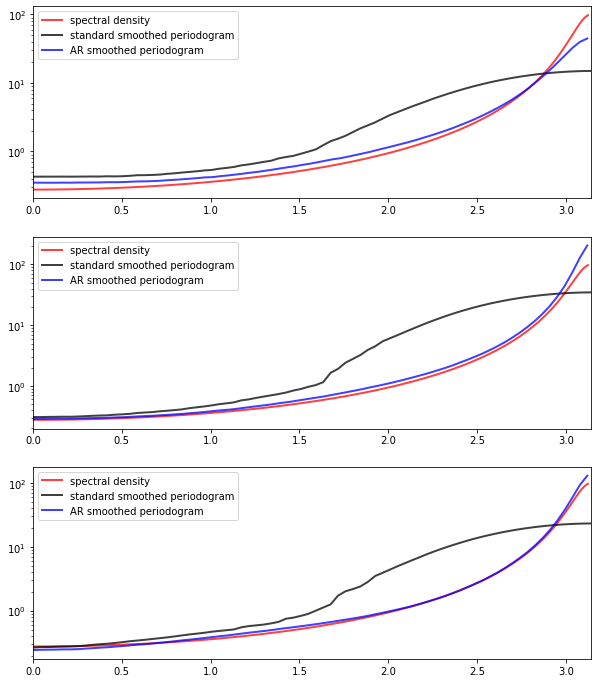 10²
10¹
10⁰
spectral density
standard smoothed periodogram
AR smoothed periodogram
0.0 0.5 1.0 1.5 2.0 2.5 3.0
10²
10¹
10⁰
spectral density
standard smoothed periodogram
AR smoothed periodogram
0.0 0.5 1.0 1.5 2.0 2.5 3.0
10²
10¹
10⁰
spectral density
standard smoothed periodogram
AR smoothed periodogram
0.0 0.5 1.0 1.5 2.0 2.5 3.0